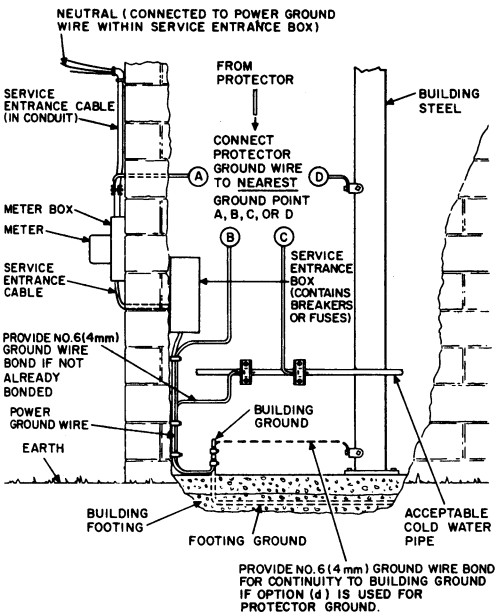 NEUTRAL (CONNECTED TO POWER GROUND
WIRE WITHIN SERVICE ENTRANCE BOX)
FROM
PROTECTOR
SERVICE
ENTRANCE CABLE
(IN CONDUIT)
BUILDING
STEEL
CONNECT
PROTECTOR
GROUND WIRE
TO NEAREST
GROUND POINT
A, B, C, OR D
A
D
B
C
METER BOX
METER
SERVICE
ENTRANCE
CABLE
SERVICE
ENTRANCE
BOX
(CONTAINS
BREAKERS
OR FUSES)
PROVIDE NO.6(4mm)
GROUND WIRE
BOND IF NOT
ALREADY
BONDED
POWER
GROUND WIRE
BUILDING
GROUND
EARTH
BUILDING
FOOTING
FOOTING GROUND
ACCEPTABLE
COLD WATER
PIPE
PROVIDE NO.6 (4mm) GROUND WIRE BOND
FOR CONTINUITY TO BUILDING GROUND
IF OPTION (d) IS USED FOR
PROTECTOR GROUND.